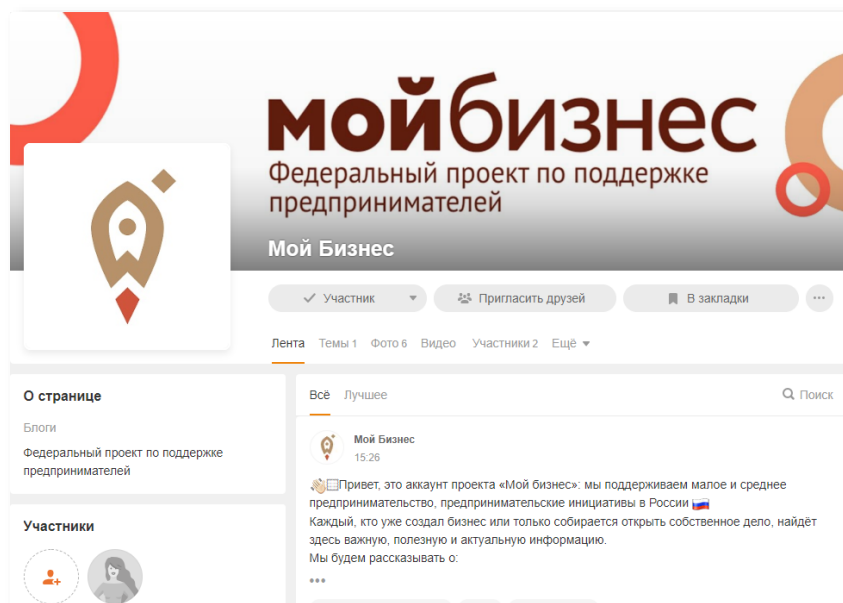 мойбизнес
Федеральный проект по поддержке
предпринимателей
Мой Бизнес
Участник
Пригласить друзей
В закладки
Лента Темы 1 Фото 6 Видео Участники 2 Ещё
О странице
Блоги
Федеральный проект по поддержке
предпринимателей
Участники
Всё Лучшее Поиск
Мой Бизнес
15:26
Привет, это аккаунт проекта «Мой бизнес»: мы поддерживаем малое и среднее
предпринимательство, предпринимательские инициативы в России
Каждый, кто уже создал бизнес или только собирается открыть собственное дело, найдёт
здесь важную, полезную и актуальную информацию.
Мы будем рассказывать о: